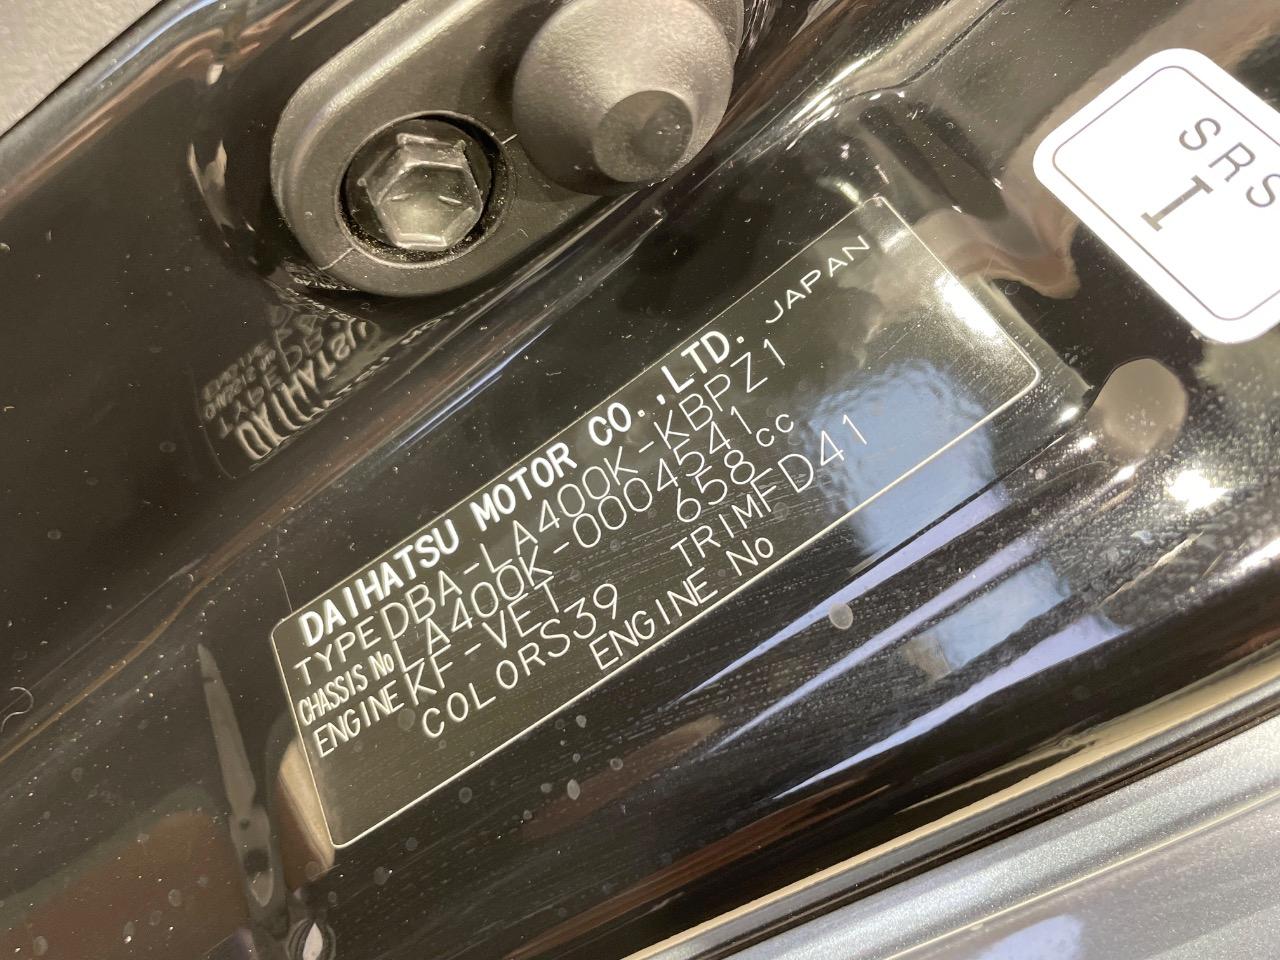 SRS
I
DAIHATSU MOTOR CO.,LTD. JAPAN
TYPE DBA-LA400K-KBPZ1
CHASSIS No LA400K-0004541
ENGINE KF-VET 658cc
COLOR S39 TRIM FD41
ENGINE No